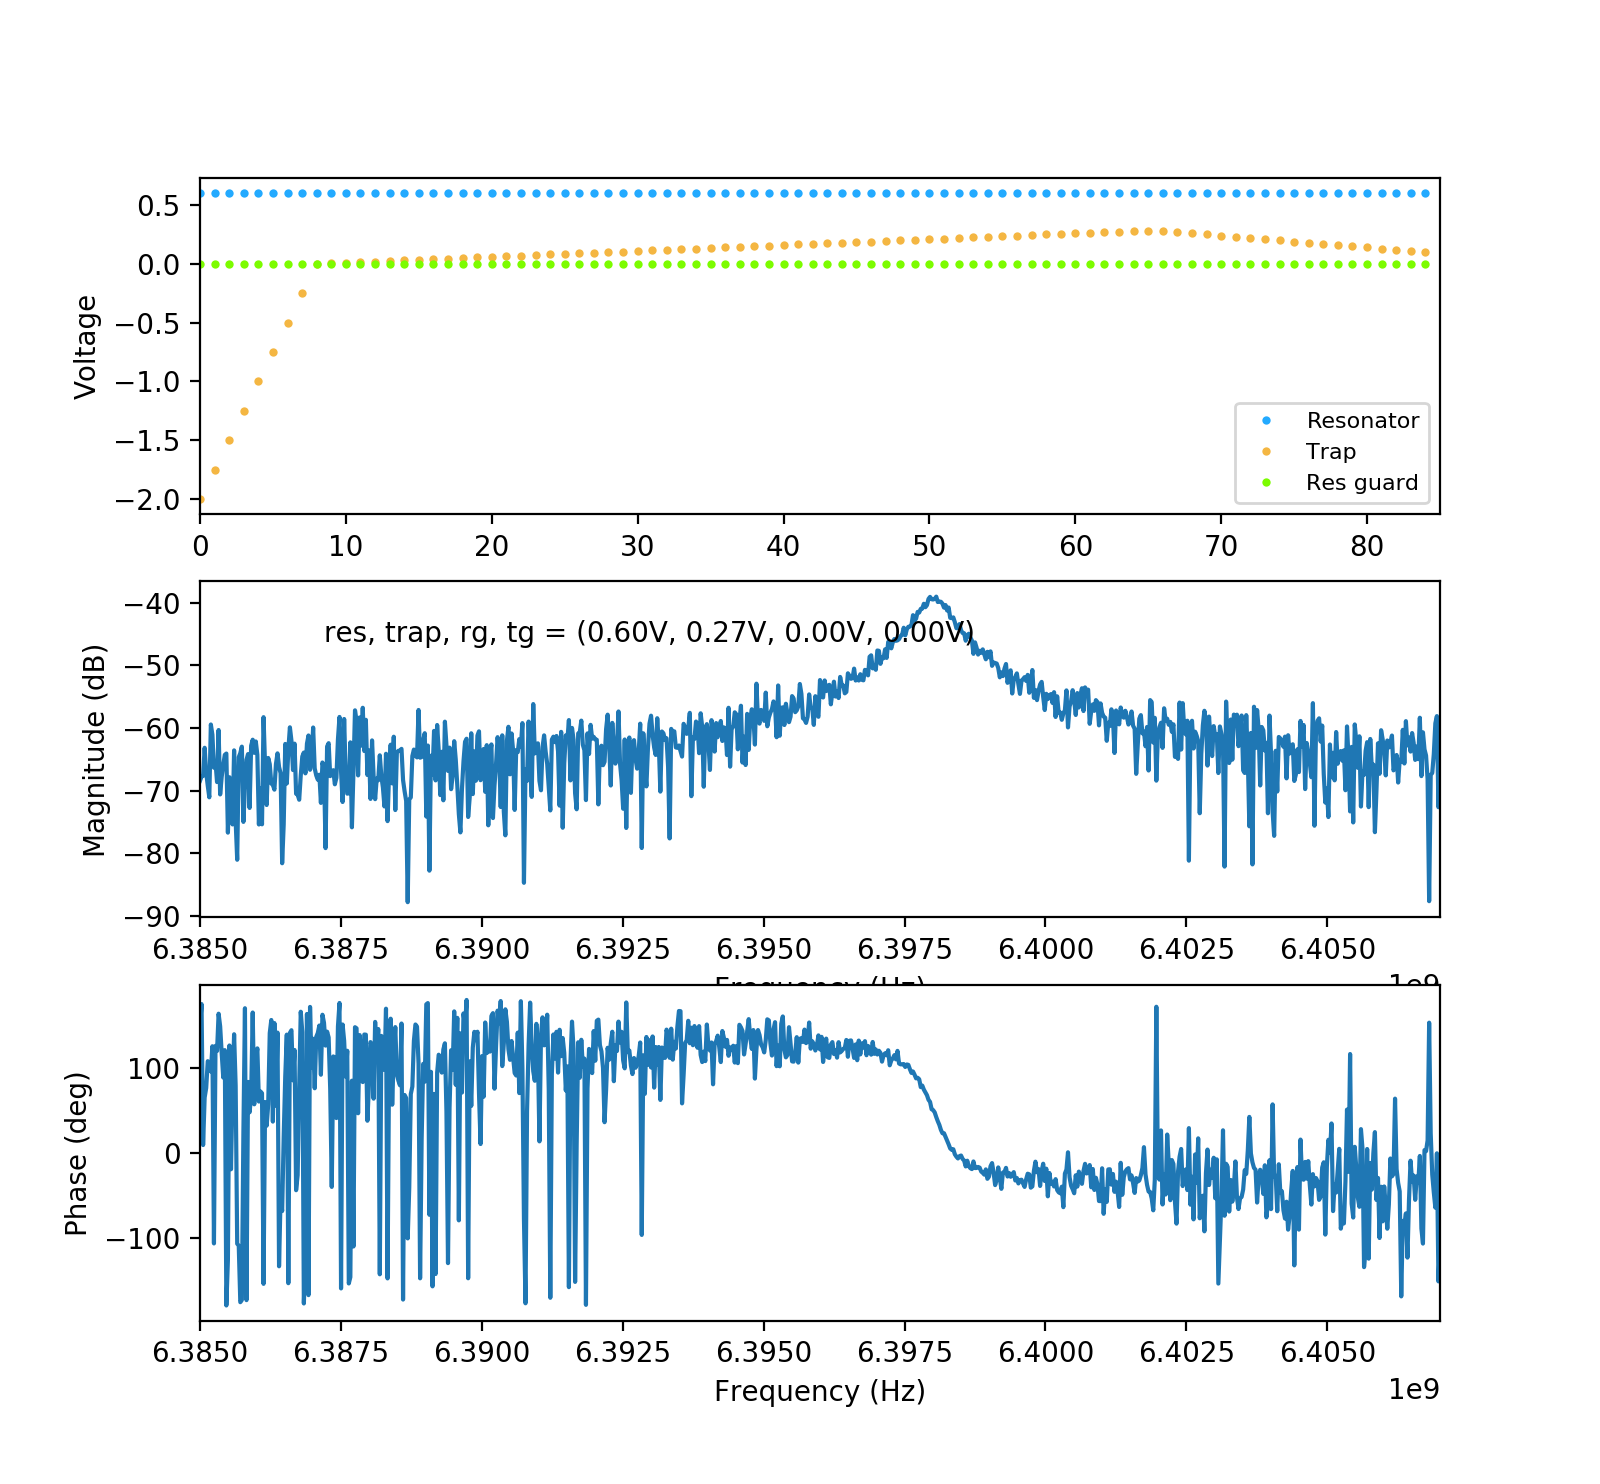 0.5
0.0
−0.5
−1.0
−1.5
−2.0
Voltage
Resonator
Trap
Res guard
0 10 20 30 40 50 60 70 80
−40
−50
−60
−70
−80
−90
Magnitude (dB)
res, trap, rg, tg = (0.60V, 0.27V, 0.00V, 0.00V)
6.3850 6.3875 6.3900 6.3925 6.3950 6.3975 6.4000 6.4025 6.4050
Frequency (Hz)
1e9
100
0
−100
Phase (deg)
6.3850 6.3875 6.3900 6.3925 6.3950 6.3975 6.4000 6.4025 6.4050
Frequency (Hz)
1e9